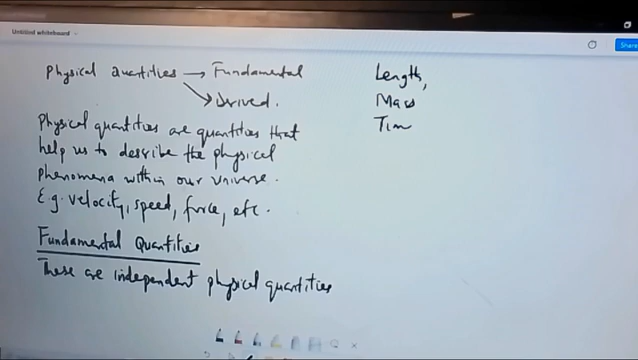 Untitled whiteboard
Share
Physical Quantities → Fundamental
Derived.
Length,
Mass
Tim
Physical quantities are quantities that
help us to describe the physical
phenomena within our Universe.
E.g. velocity, speed, force, etc.
Fundamental Quantities
These are independent physical quantities